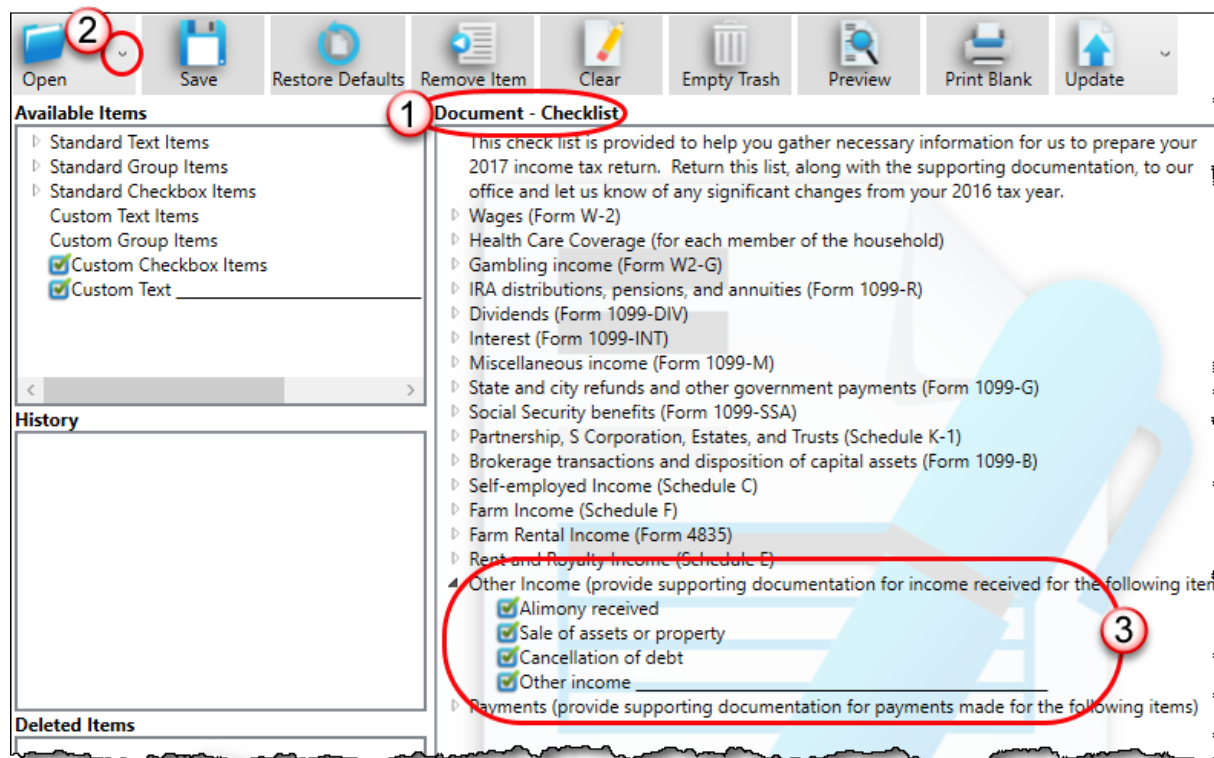 2
Open
Save
Restore Defaults
Remove Item
Clear
Empty Trash
Preview
Print Blank
Update
Available Items
Standard Text Items
Standard Group Items
Standard Checkbox Items
Custom Text Items
Custom Group Items
Custom Checkbox Items
Custom Text
History
Deleted Items
1
Document - Checklist
This check list is provided to help you gather necessary information for us to prepare your
2017 income tax return. Return this list, along with the supporting documentation, to our
office and let us know of any significant changes from your 2016 tax year.
Wages (Form W-2)
Health Care Coverage (for each member of the household)
Gambling income (Form W2-G)
IRA distributions, pensions, and annuities (Form 1099-R)
Dividends (Form 1099-DIV)
Interest (Form 1099-INT)
Miscellaneous income (Form 1099-M)
State and city refunds and other government payments (Form 1099-G)
Social Security benefits (Form 1099-SSA)
Partnership, S Corporation, Estates, and Trusts (Schedule K-1)
Brokerage transactions and disposition of capital assets (Form 1099-B)
Self-employed Income (Schedule C)
Farm Income (Schedule F)
Farm Rental Income (Form 4835)
Rent and Royalty Income (Schedule E)
Other Income (provide supporting documentation for income received for the following iten
Alimony received
Sale of assets or property
Cancellation of debt
Other income
3
Payments (provide supporting documentation for payments made for the following items)